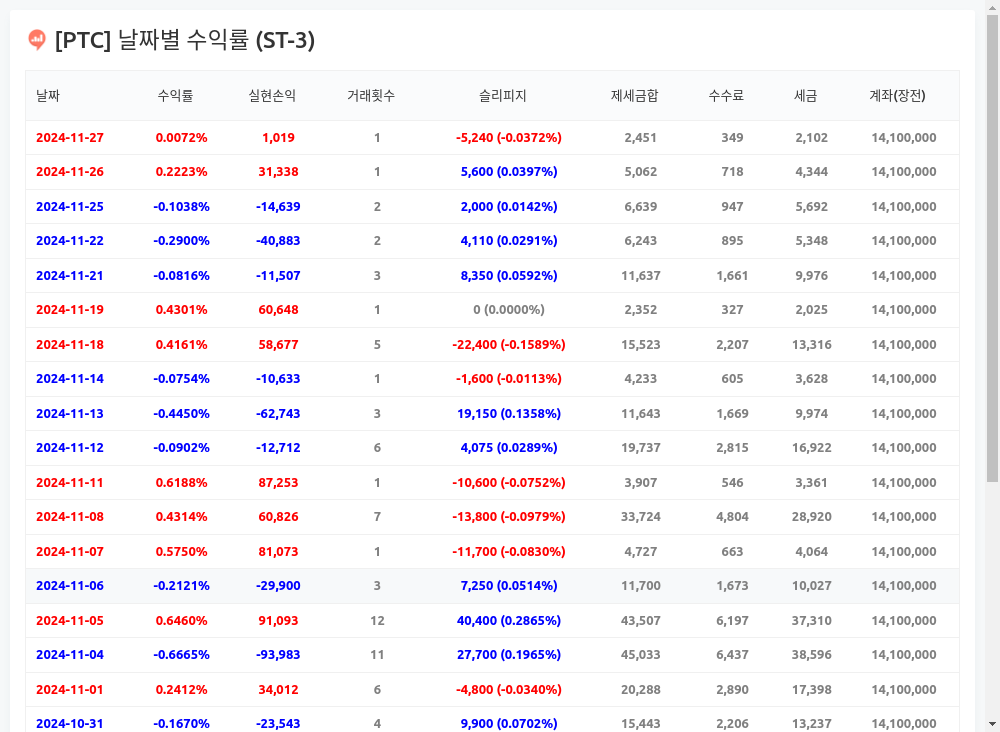 [PTC] 날짜별 수익률 (ST-3)
날짜 수익률 실현손익 거래횟수 슬리피지 제세금합 수수료 세금 계좌(장전)
2024-11-27 0.0072% 1,019 1 -5,240 (-0.0372%) 2,451 349 2,102 14,100,000
2024-11-26 0.2223% 31,338 1 5,600 (0.0397%) 5,062 718 4,344 14,100,000
2024-11-25 -0.1038% -14,639 2 2,000 (0.0142%) 6,639 947 5,692 14,100,000
2024-11-22 -0.2900% -40,883 2 4,110 (0.0291%) 6,243 895 5,348 14,100,000
2024-11-21 -0.0816% -11,507 3 8,350 (0.0592%) 11,637 1,661 9,976 14,100,000
2024-11-19 0.4301% 60,648 1 0 (0.0000%) 2,352 327 2,025 14,100,000
2024-11-18 0.4161% 58,677 5 -22,400 (-0.1589%) 15,523 2,207 13,316 14,100,000
2024-11-14 -0.0754% -10,633 1 -1,600 (-0.0113%) 4,233 605 3,628 14,100,000
2024-11-13 -0.4450% -62,743 3 19,150 (0.1358%) 11,643 1,669 9,974 14,100,000
2024-11-12 -0.0902% -12,712 6 4,075 (0.0289%) 19,737 2,815 16,922 14,100,000
2024-11-11 0.6188% 87,253 1 -10,600 (-0.0752%) 3,907 546 3,361 14,100,000
2024-11-08 0.4314% 60,826 7 -13,800 (-0.0979%) 33,724 4,804 28,920 14,100,000
2024-11-07 0.5750% 81,073 1 -11,700 (-0.0830%) 4,727 663 4,064 14,100,000
2024-11-06 -0.2121% -29,900 3 7,250 (0.0514%) 11,700 1,673 10,027 14,100,000
2024-11-05 0.6460% 91,093 12 40,400 (0.2865%) 43,507 6,197 37,310 14,100,000
2024-11-04 -0.6665% -93,983 11 27,700 (0.1965%) 45,033 6,437 38,596 14,100,000
2024-11-01 0.2412% 34,012 6 -4,800 (-0.0340%) 20,288 2,890 17,398 14,100,000
2024-10-31 -0.1670% -23,543 4 9,900 (0.0702%) 15,443 2,206 13,237 14,100,000